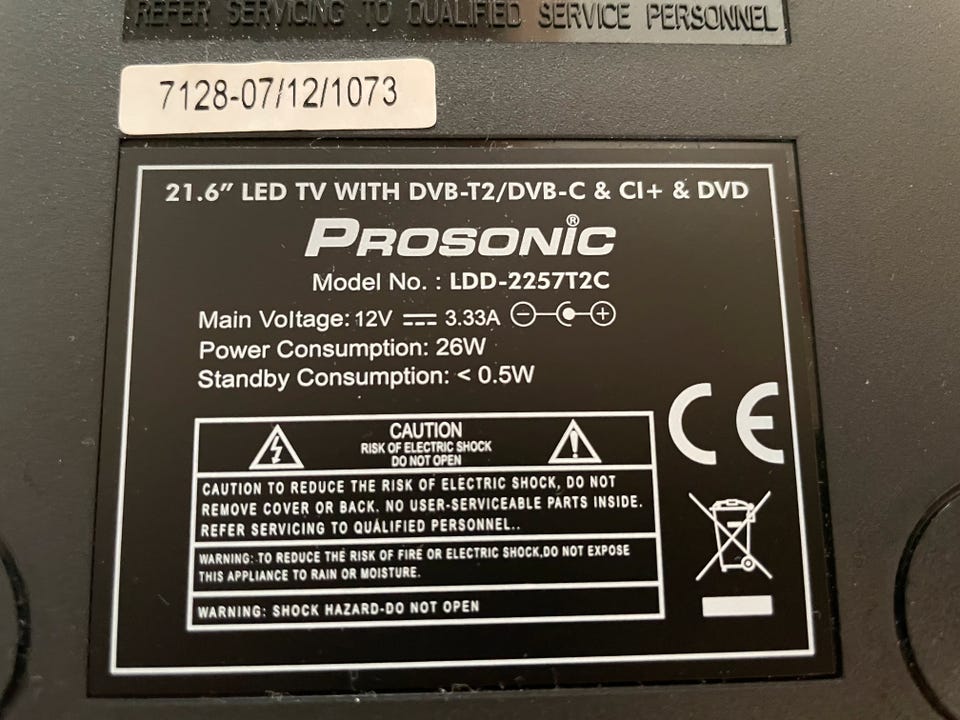 REFER SERVICING TO QUALIFIED SERVICE PERSONNEL
7128-07/12/1073
21.6” LED TV WITH DVB-T2/DVB-C & CI+ & DVD
PROSONIC®
Model No. : LDD-2257T2C
Main Voltage: 12V ⎓ 3.33A
Power Consumption: 26W
Standby Consumption: < 0.5W
CE
CAUTION
RISK OF ELECTRIC SHOCK
DO NOT OPEN
CAUTION TO REDUCE THE RISK OF ELECTRIC SHOCK, DO NOT
REMOVE COVER OR BACK. NO USER-SERVICEABLE PARTS INSIDE.
REFER SERVICING TO QUALIFIED PERSONNEL..
WARNING: TO REDUCE THE RISK OF FIRE OR ELECTRIC SHOCK,DO NOT EXPOSE
THIS APPLIANCE TO RAIN OR MOISTURE.
WARNING: SHOCK HAZARD-DO NOT OPEN